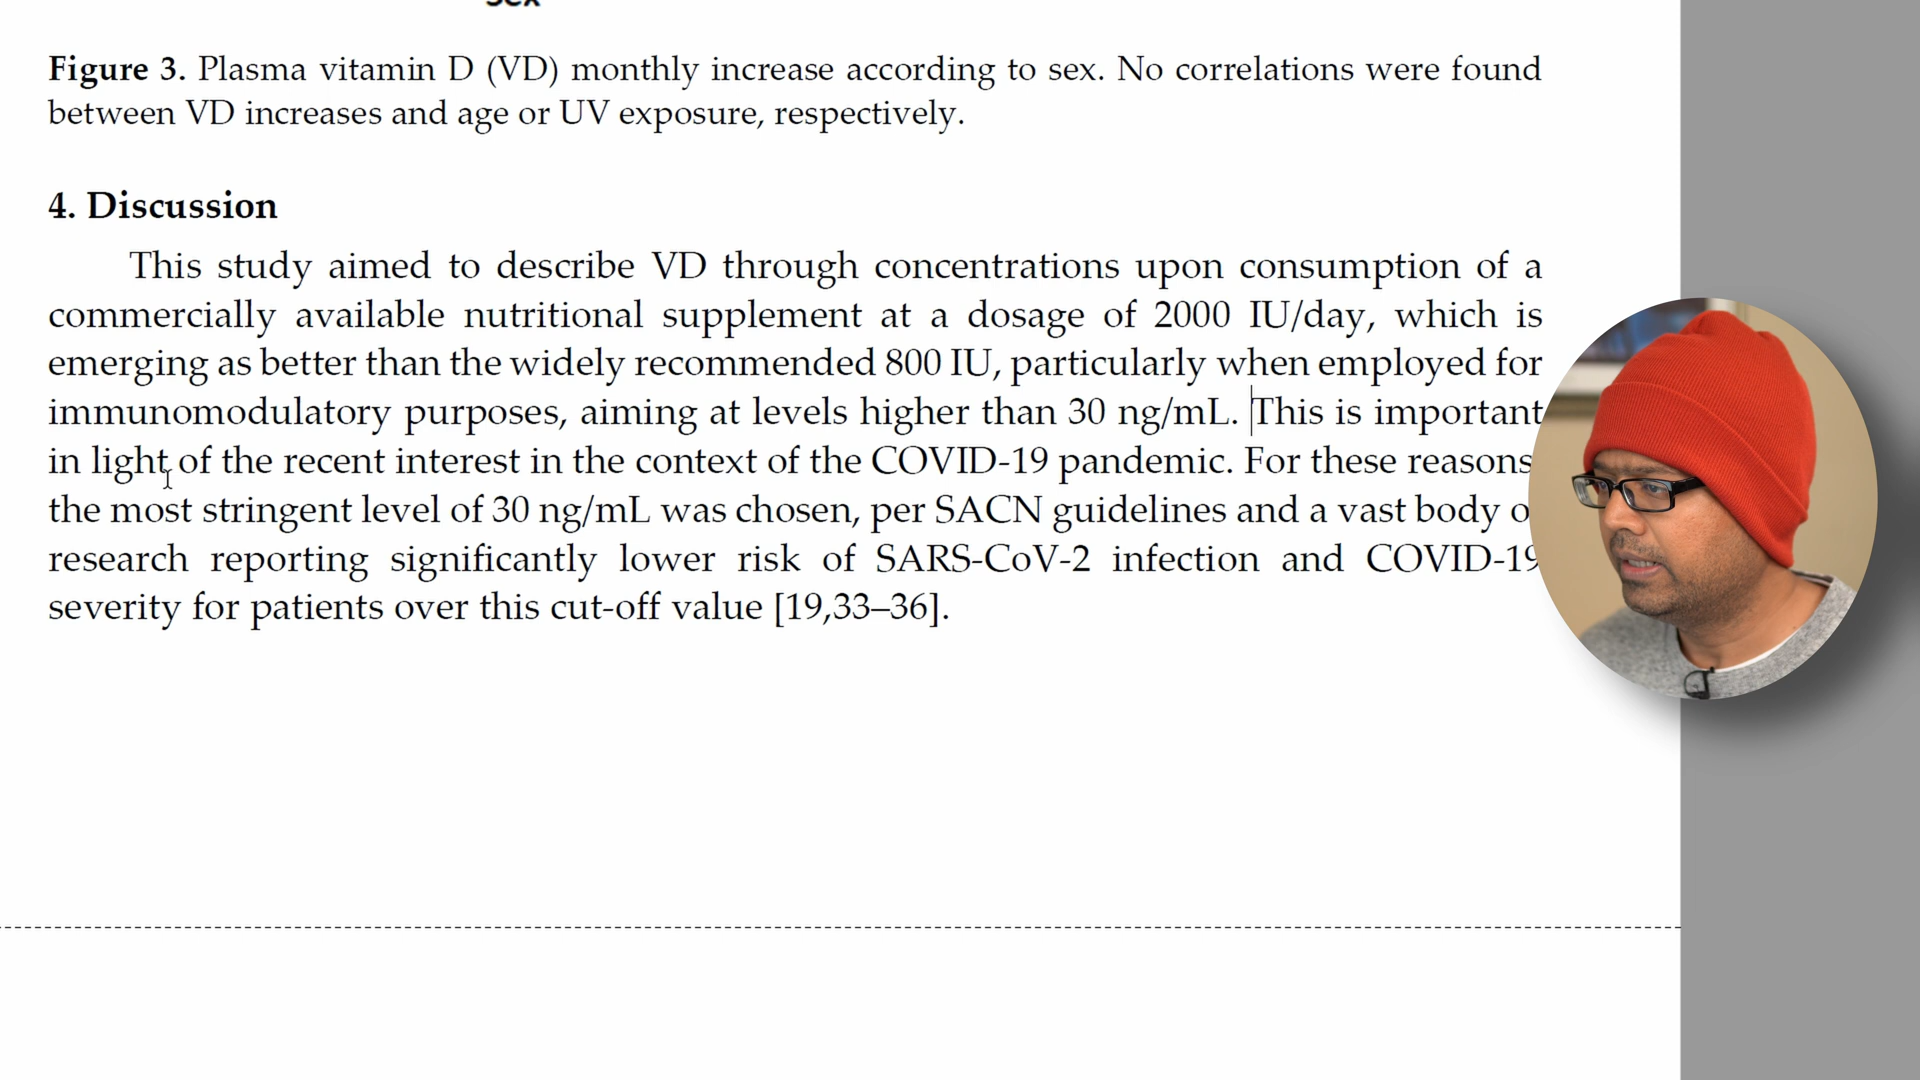 Sex
Figure 3. Plasma vitamin D (VD) monthly increase according to sex. No correlations were found
between VD increases and age or UV exposure, respectively.
4. Discussion
This study aimed to describe VD through concentrations upon consumption of a
commercially available nutritional supplement at a dosage of 2000 IU/day, which is
emerging as better than the widely recommended 800 IU, particularly when employed for
immunomodulatory purposes, aiming at levels higher than 30 ng/mL. This is important
in light of the recent interest in the context of the COVID-19 pandemic. For these reasons
the most stringent level of 30 ng/mL was chosen, per SACN guidelines and a vast body o
research reporting significantly lower risk of SARS-CoV-2 infection and COVID-19
severity for patients over this cut-off value [19,33–36].